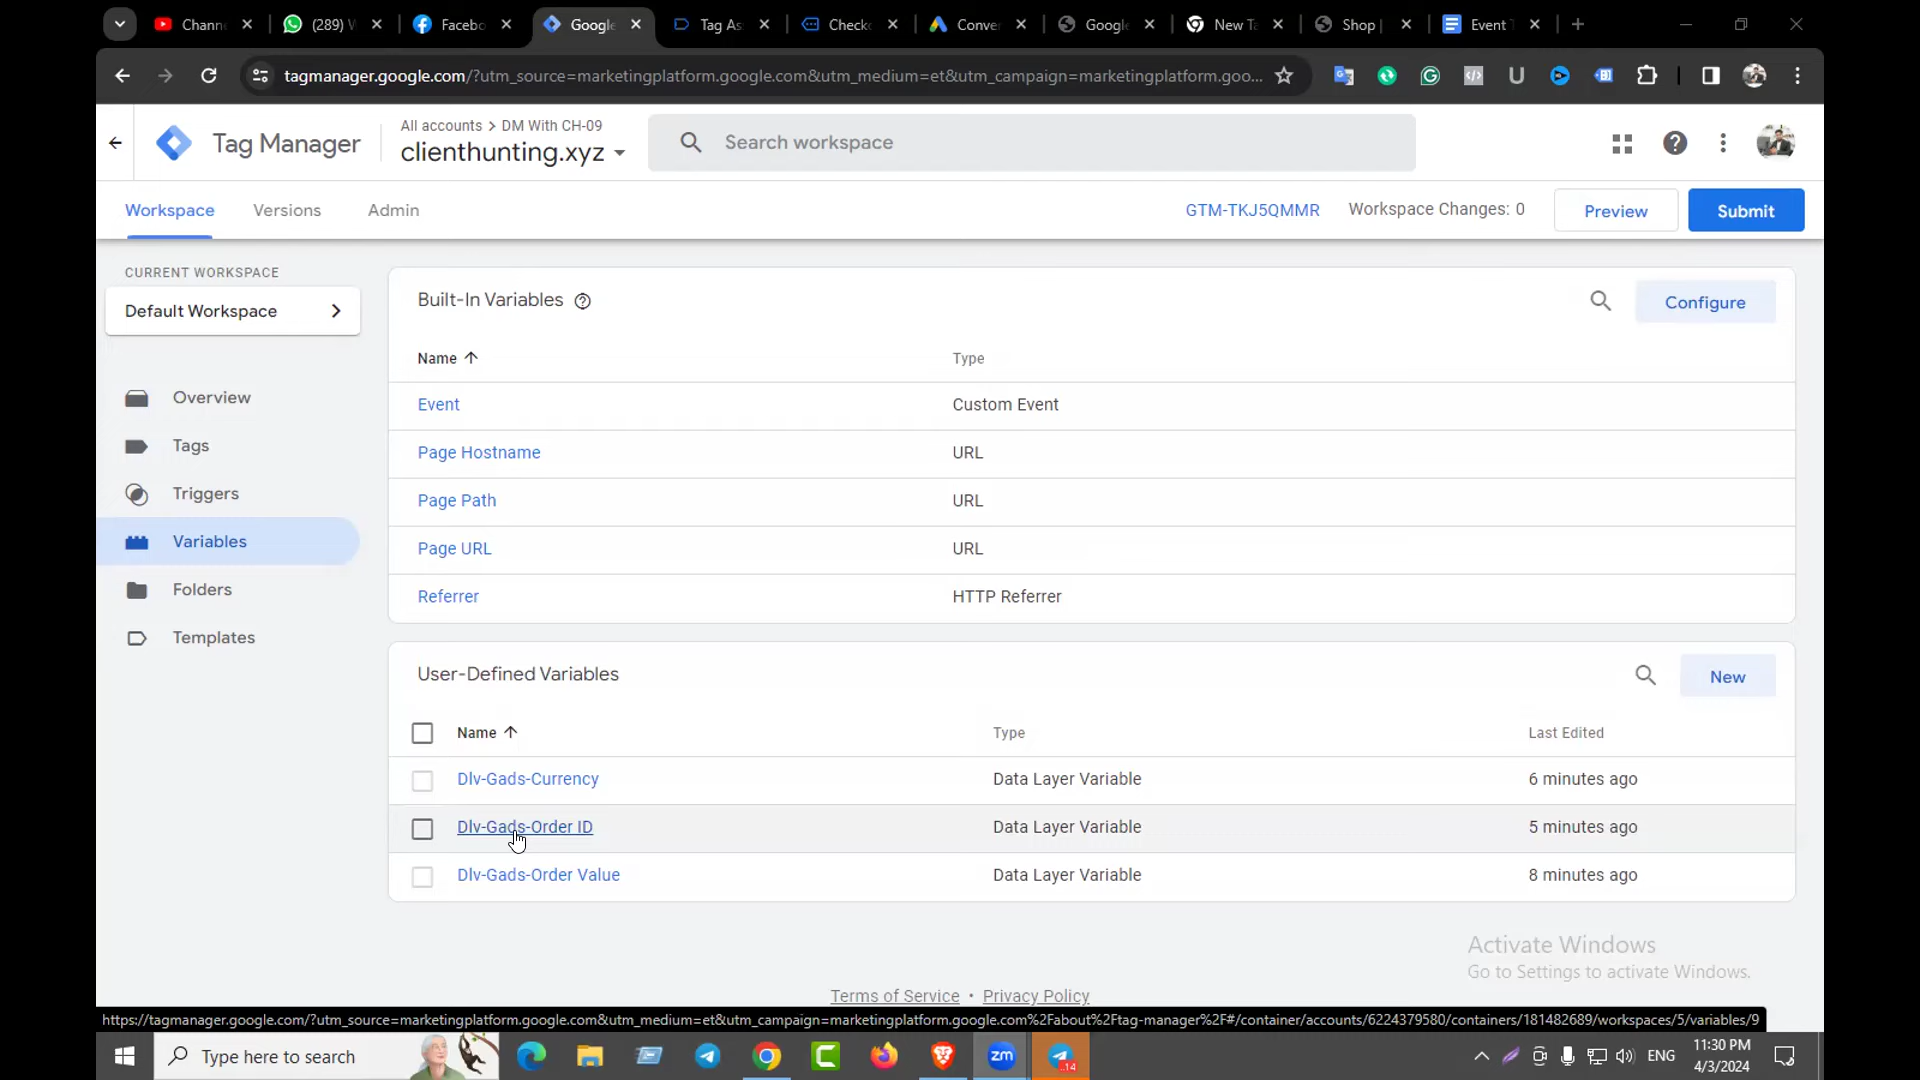 Chann
(289) V
Facebo
Google
Tag As
Check
Conver
Google
New Ta
Shop |
Event T
tagmanager.google.com/?utm_source=marketingplatform.google.com&utm_medium=et&utm_campaign=marketingplatform.goo...
Tag Manager
All accounts > DM With CH-09
clienthunting.xyz
Search workspace
Workspace
Versions
Admin
GTM-TKJ5QMMR
Workspace Changes: 0
Preview
Submit
CURRENT WORKSPACE
Default Workspace
Overview
Tags
Triggers
Variables
Folders
Templates
Built-In Variables
Configure
Name Type
Event Custom Event
Page Hostname URL
Page Path URL
Page URL URL
Referrer HTTP Referrer
User-Defined Variables
New
Name Type Last Edited
Dlv-Gads-Currency Data Layer Variable 6 minutes ago
Dlv-Gads-Order ID Data Layer Variable 5 minutes ago
Dlv-Gads-Order Value Data Layer Variable 8 minutes ago
Activate Windows
Go to Settings to activate Windows.
Terms of Service • Privacy Policy
https://tagmanager.google.com/?utm_source=marketingplatform.google.com&utm_medium=et&utm_campaign=marketingplatform.google.com%2Fabout%2Ftag-manager%2F#/container/accounts/6224379580/containers/181482689/workspaces/5/variables/9
Type here to search
zm
14
ENG
11:30 PM
4/3/2024